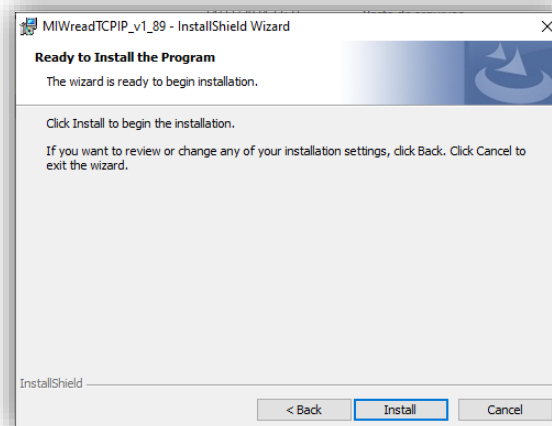 MIWreadTCPIP_v1_89 - InstallShield Wizard
Ready to Install the Program
The wizard is ready to begin installation.
Click Install to begin the installation.
If you want to review or change any of your installation settings, click Back. Click Cancel to
exit the wizard.
InstallShield
< Back
Install
Cancel